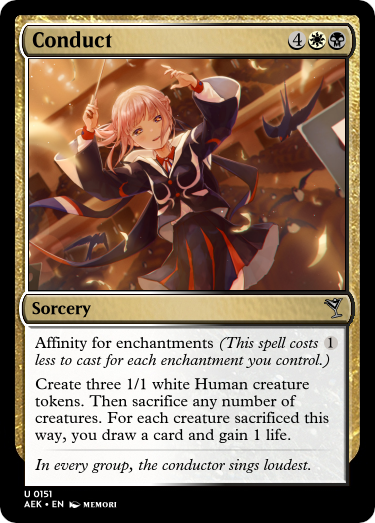 Conduct 4
Sorcery
Affinity for enchantments (This spell costs 1
less to cast for each enchantment you control.)
Create three 1/1 white Human creature
tokens. Then sacrifice any number of
creatures. For each creature sacrificed this
way, you draw a card and gain 1 life.
In every group, the conductor sings loudest.
U 0151
AEK • EN MEMORI